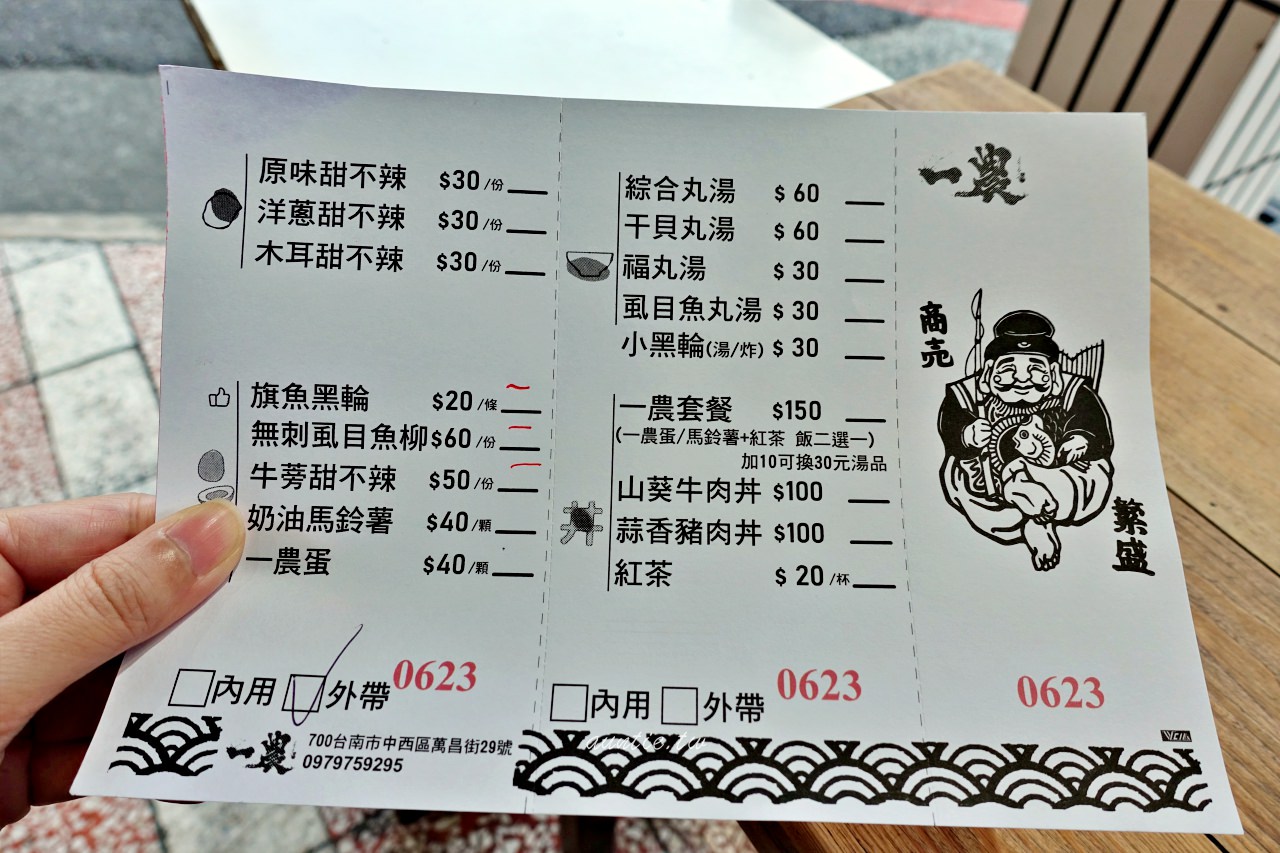 原味甜不辣 $30/份
洋蔥甜不辣 $30/份
木耳甜不辣 $30/份
旗魚黑輪 $20/條
無刺虱目魚柳$60/份
牛蒡甜不辣 $50/份
奶油馬鈴薯 $40/顆
一農蛋 $40/顆
內用 外帶 0623
一農
700台南市中西區萬昌街29號
0979759295
綜合丸湯 $ 60
干貝丸湯 $ 60
福丸湯 $ 30
虱目魚丸湯 $ 30
小黑輪(湯/炸) $ 30
一農套餐 $150
(一農蛋/馬鈴薯+紅茶 飯二選一)
加10可換30元湯品
丼
山葵牛肉丼 $100
蒜香豬肉丼 $100
紅茶 $ 20/杯
內用 外帶 0623
auntie.tw
一農
商売
繁盛
0623